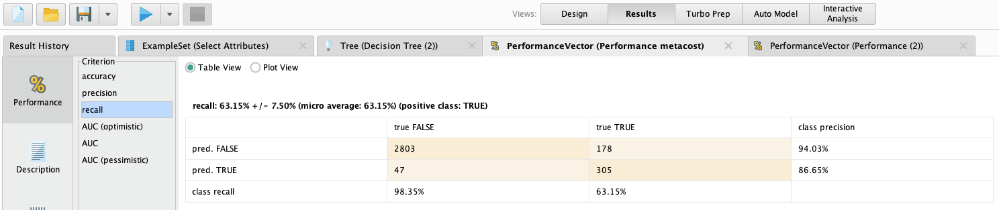 Views:
Design
Results
Turbo Prep
Auto Model
Interactive
Analysis
Result History
ExampleSet (Select Attributes)
Tree (Decision Tree (2))
PerformanceVector (Performance metacost)
PerformanceVector (Performance (2))
%
Performance
Description
Criterion
accuracy
precision
recall
AUC (optimistic)
AUC
AUC (pessimistic)
Table View
Plot View
recall: 63.15% +/- 7.50% (micro average: 63.15%) (positive class: TRUE)
true FALSE true TRUE class precision
pred. FALSE 2803 178 94.03%
pred. TRUE 47 305 86.65%
class recall 98.35% 63.15%